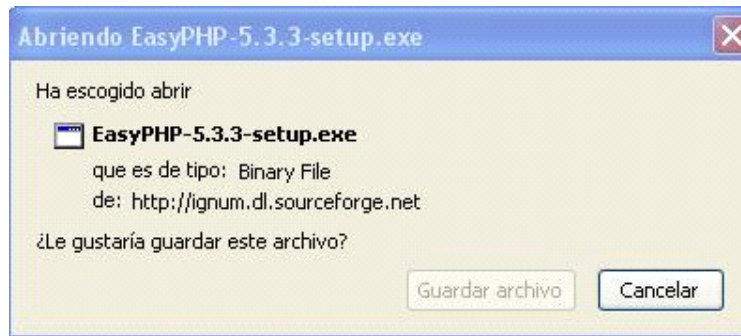 Abriendo EasyPHP-5.3.3-setup.exe
Ha escogido abrir
EasyPHP-5.3.3-setup.exe
que es de tipo: Binary File
de: http://ignum.dl.sourceforge.net
¿Le gustaría guardar este archivo?
Guardar archivo Cancelar